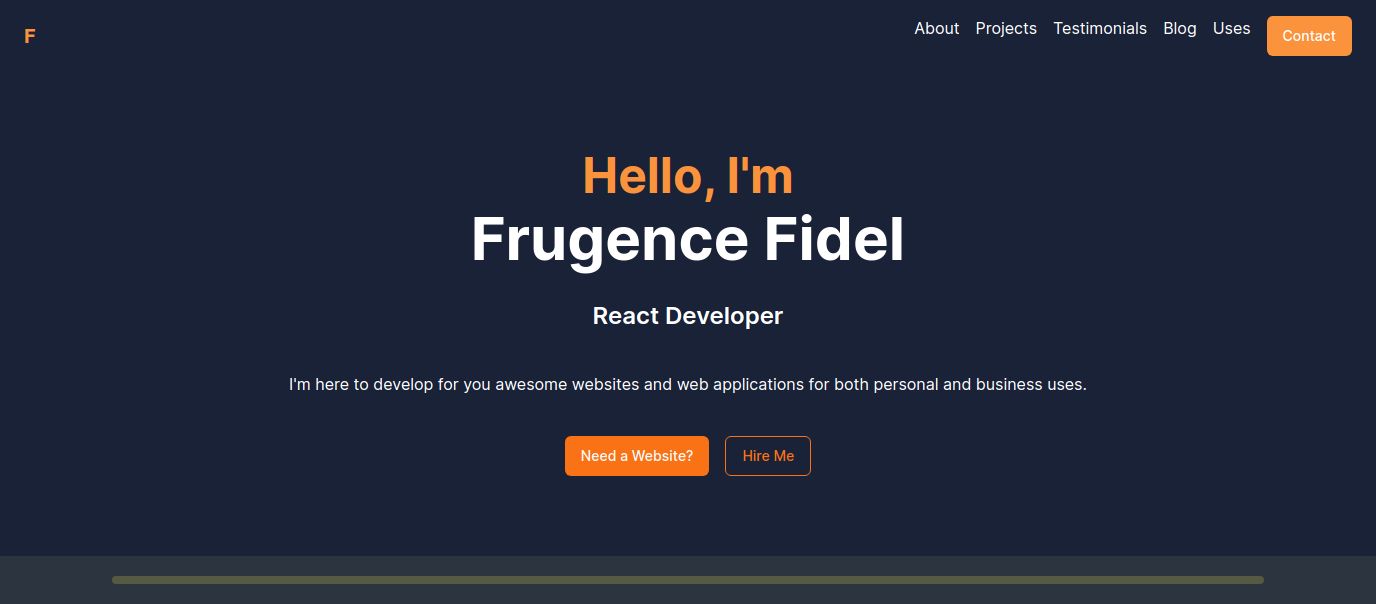 F
About Projects Testimonials Blog Uses Contact
Hello, I'm
Frugence Fidel
React Developer
I'm here to develop for you awesome websites and web applications for both personal and business uses.
Need a Website? Hire Me